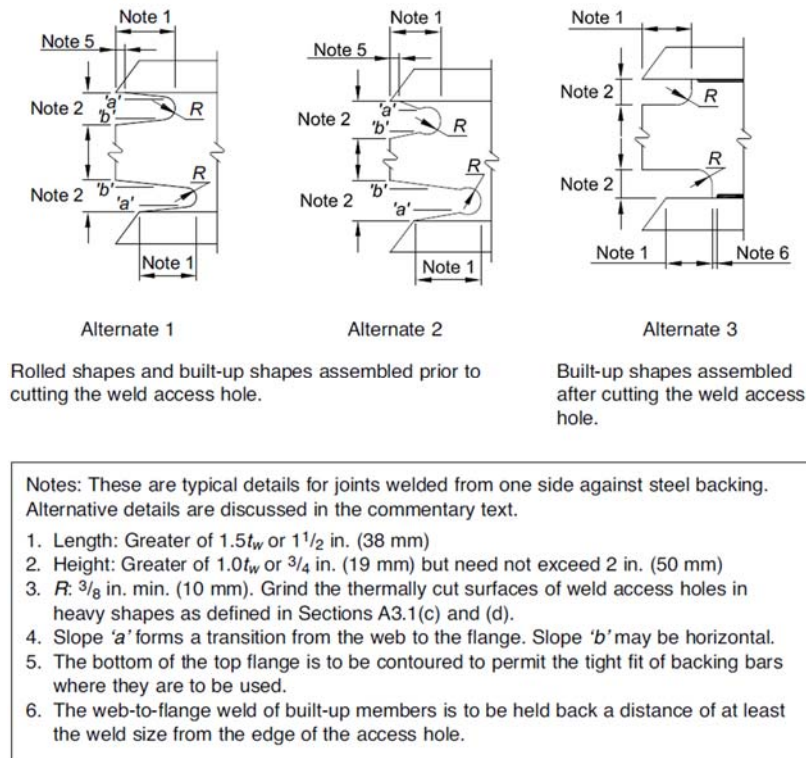 Note 1
Note 5
'a'
'b'
Note 2
R
R
'b'
Note 2
'a'
Note 1
Alternate 1
Note 1
Note 5
'a'
Note 2
'b'
R
R
'b'
Note 2
'a'
Note 1
Alternate 2
Note 1
Note 2
R
R
Note 2
Note 1
Note 6
Alternate 3
Rolled shapes and built-up shapes assembled prior to
cutting the weld access hole.
Built-up shapes assembled
after cutting the weld access
hole.
Notes: These are typical details for joints welded from one side against steel backing.
Alternative details are discussed in the commentary text.
1. Length: Greater of 1.5tw or 1 1/2 in. (38 mm)
2. Height: Greater of 1.0tw or 3/4 in. (19 mm) but need not exceed 2 in. (50 mm)
3. R: 3/8 in. min. (10 mm). Grind the thermally cut surfaces of weld access holes in
heavy shapes as defined in Sections A3.1(c) and (d).
4. Slope 'a' forms a transition from the web to the flange. Slope 'b' may be horizontal.
5. The bottom of the top flange is to be contoured to permit the tight fit of backing bars
where they are to be used.
6. The web-to-flange weld of built-up members is to be held back a distance of at least
the weld size from the edge of the access hole.